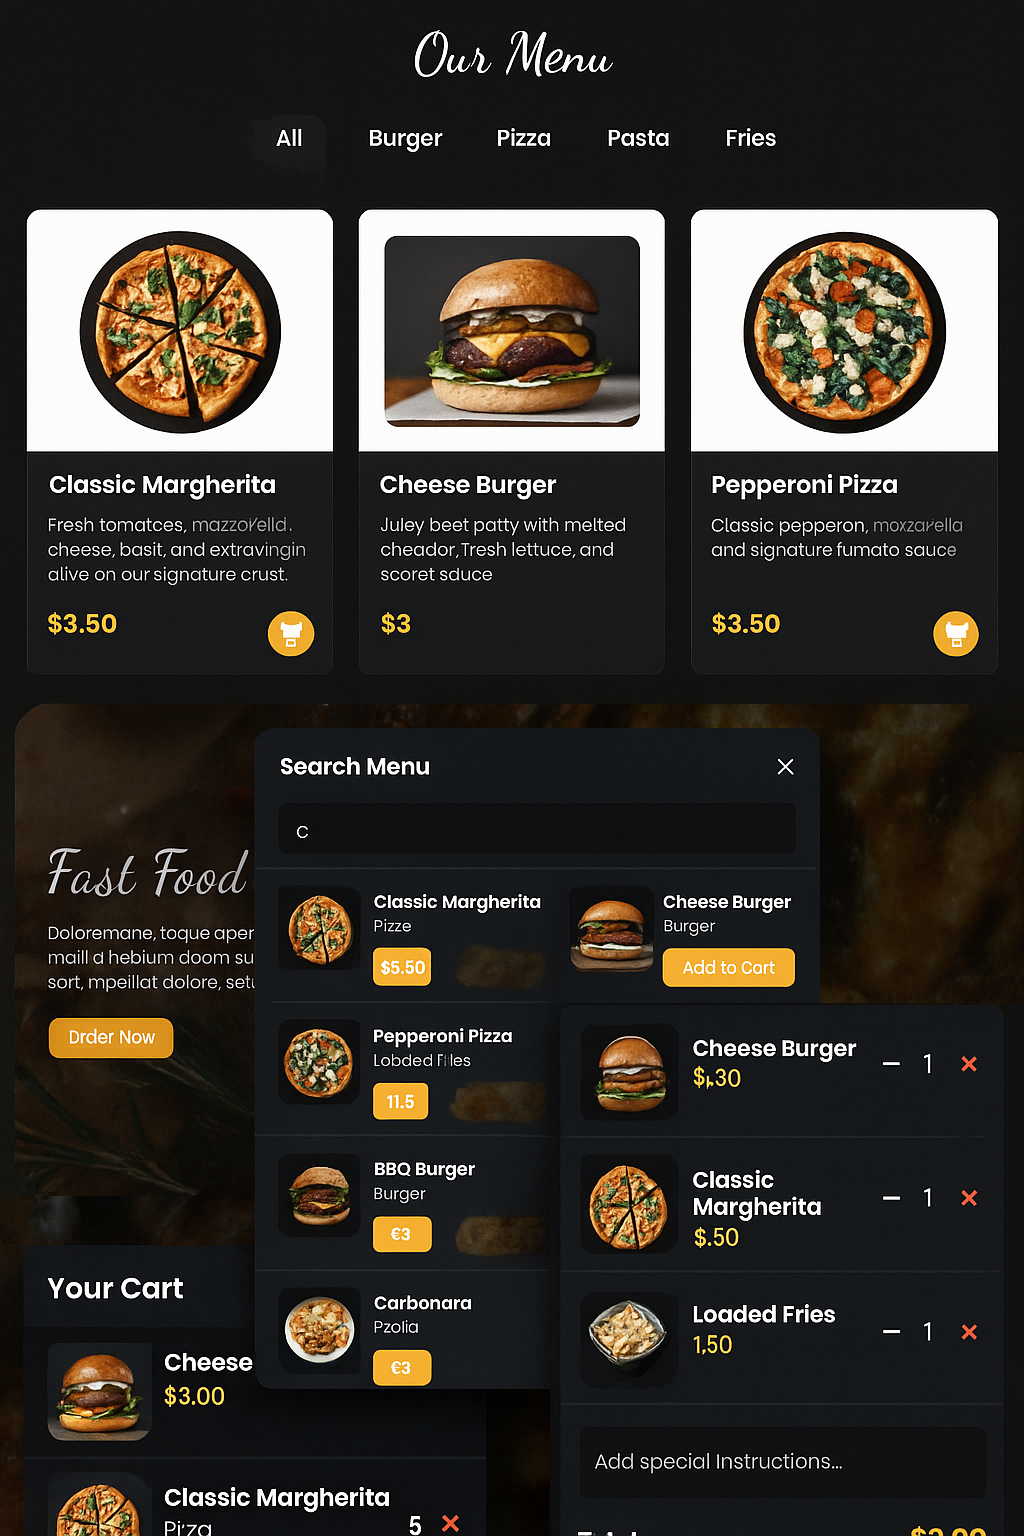 Our Menu
All Burger Pizza Pasta Fries
Classic Margherita
Fresh tomatces, mazzoVelld.
cheese, basit, and extravingin
alive on our signature crust.
$3.50
Cheese Burger
Juley beet patty with melted
cheador,Tresh lettuce, and
scoret sduce
$3
Pepperoni Pizza
Classic pepperon, moxzarella
and signature fumato sauce
$3.50
Fast Food
Doloremane, toque aper
maill a hebium doom su
sort, mpeillat dolore, setu
Drder Now
Search Menu
C
Classic Margherita
Pizze
$5.50
Cheese Burger
Burger
Add to Cort
Pepperoni Pizza
Lobded
11.5
BBQ Burger
Burger
€3
Carbonara
Pzolia
€3
Cheese Burger
1
Classic
Margherita
$.50
1
Loaded Fries
1,50
1
Add special Instructions...
Your Cart
Cheese
$3.00
Classic Margherita
Pizza
5